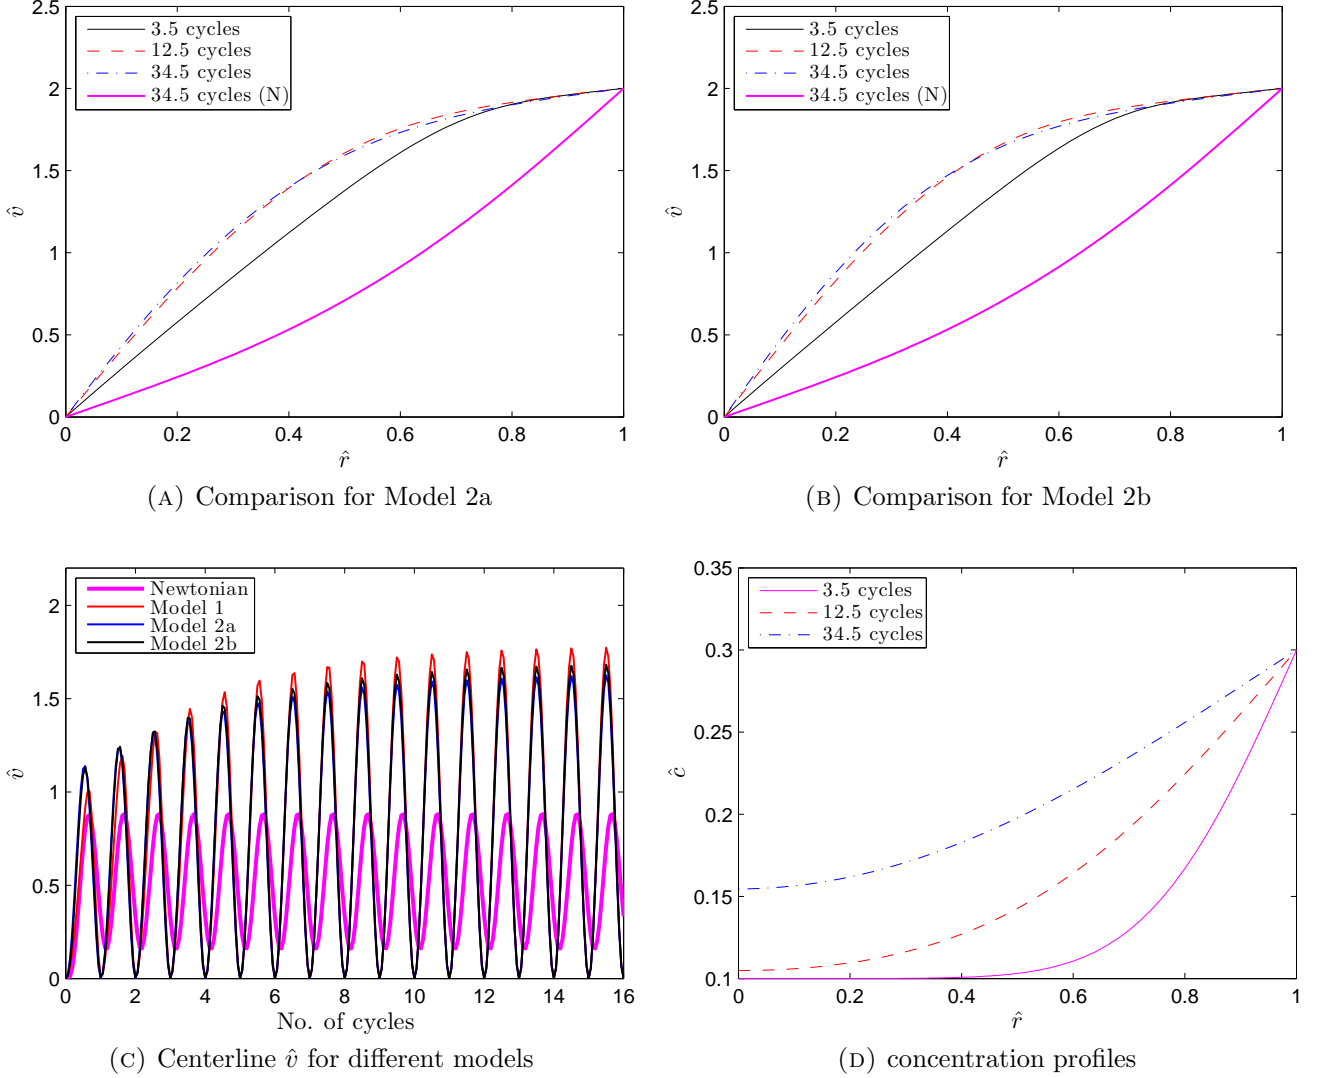 2.5
2
1.5
1
0.5
0
v̂
3.5 cycles
12.5 cycles
34.5 cycles
34.5 cycles (N)
0 0.2 0.4 0.6 0.8 1
r̂
(A) Comparison for Model 2a
2.5
2
1.5
1
0.5
0
v̂
3.5 cycles
12.5 cycles
34.5 cycles
34.5 cycles (N)
0 0.2 0.4 0.6 0.8 1
r̂
(B) Comparison for Model 2b
2
1.5
1
0.5
0
v̂
Newtonian
Model 1
Model 2a
Model 2b
0 2 4 6 8 10 12 14 16
No. of cycles
(C) Centerline v̂ for different models
0.35
0.3
0.25
0.2
0.15
0.1
ĉ
3.5 cycles
12.5 cycles
34.5 cycles
0 0.2 0.4 0.6 0.8 1
r̂
(D) concentration profiles